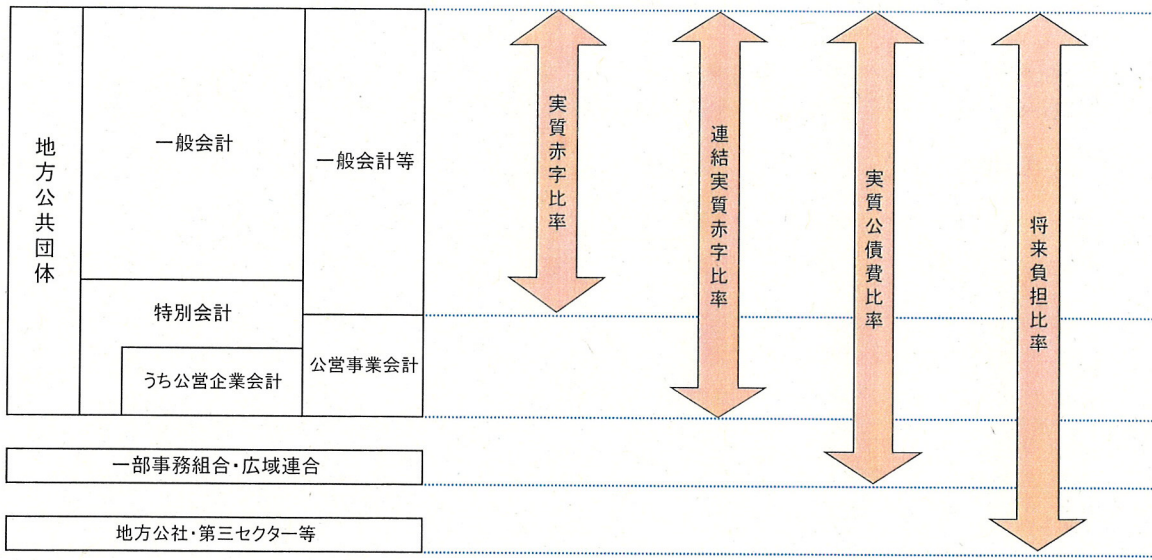 地方公共団体
一般会計
一般会計等
特別会計
うち公営企業会計
公営事業会計
一部事務組合・広域連合
地方公社・第三セクター等
実質赤字比率
連結実質赤字比率
実質公債費比率
将来負担比率